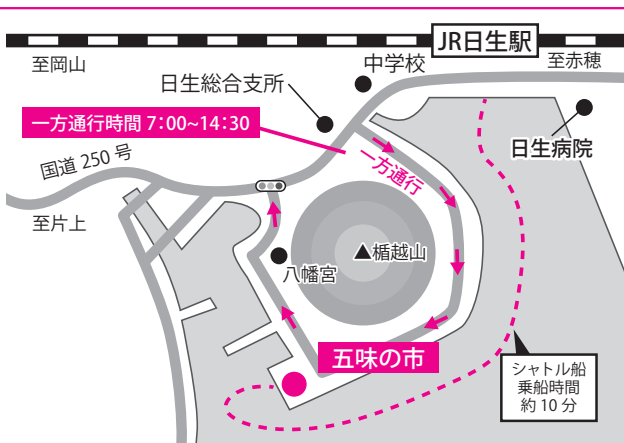 JR日生駅
至岡山
中学校
至赤穂
日生総合支所
一方通行時間 7:00~14:30
日生病院
国道 250 号
一方通行
至片上
八幡宮
▲楯越山
五味の市
シャトル船
乗船時間
約 10 分